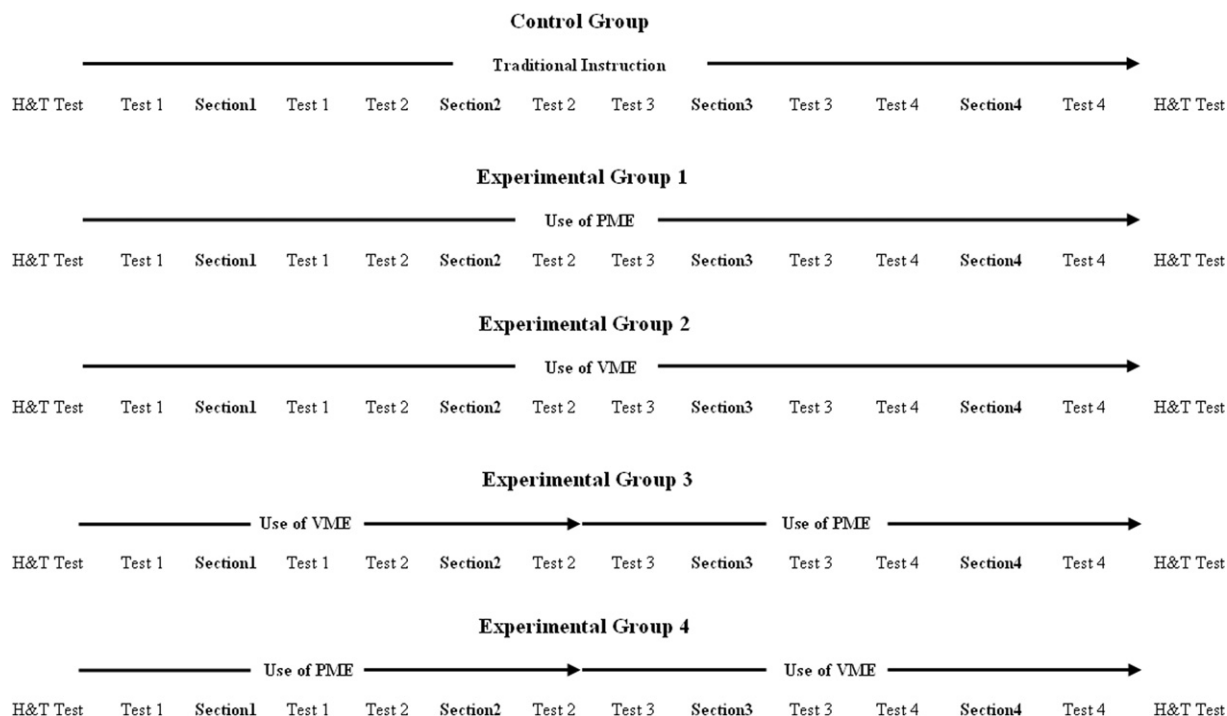 Control Group
Traditional Instruction
H&T Test Test 1 Section1 Test 1 Test 2 Section2 Test 2 Test 3 Section3 Test 3 Test 4 Section4 Test 4 H&T Test
Experimental Group 1
Use of PME
H&T Test Test 1 Section1 Test 1 Test 2 Section2 Test 2 Test 3 Section3 Test 3 Test 4 Section4 Test 4 H&T Test
Experimental Group 2
Use of VME
H&T Test Test 1 Section1 Test 1 Test 2 Section2 Test 2 Test 3 Section3 Test 3 Test 4 Section4 Test 4 H&T Test
Experimental Group 3
Use of VME Use of PME
H&T Test Test 1 Section1 Test 1 Test 2 Section2 Test 2 Test 3 Section3 Test 3 Test 4 Section4 Test 4 H&T Test
Experimental Group 4
Use of PME Use of VME
H&T Test Test 1 Section1 Test 1 Test 2 Section2 Test 2 Test 3 Section3 Test 3 Test 4 Section4 Test 4 H&T Test